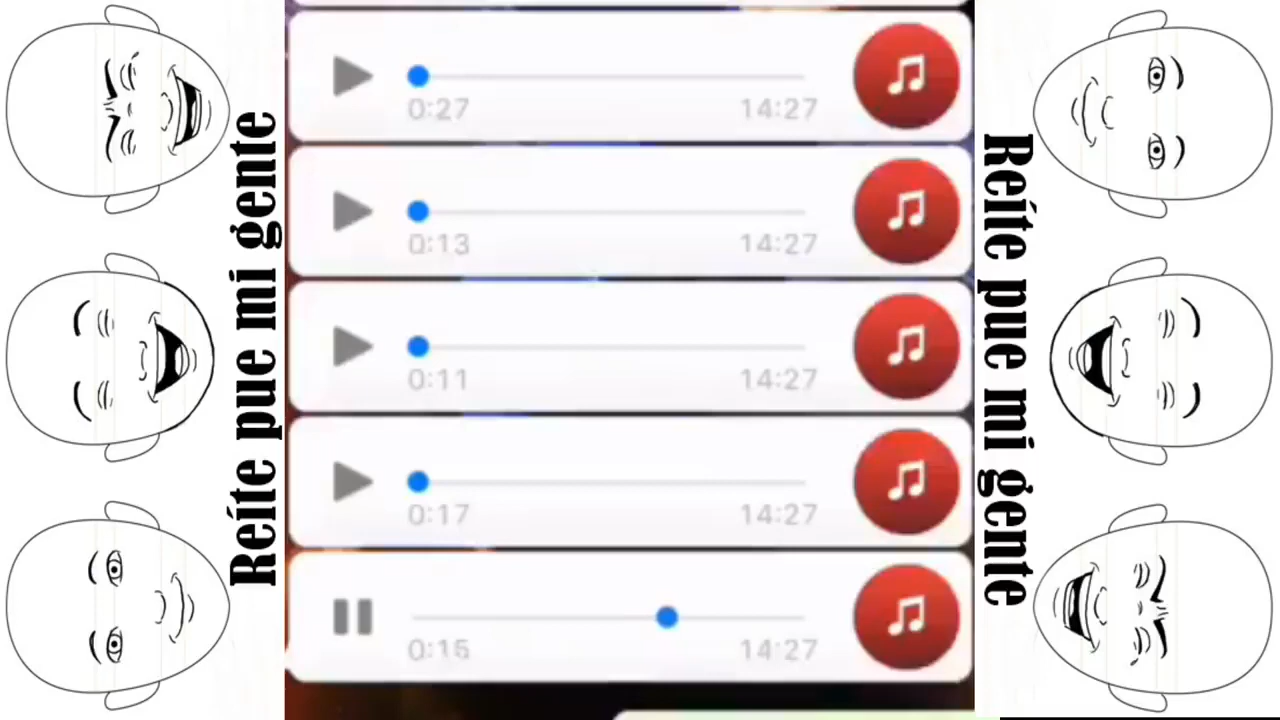 Reíte pue mi gente
0:27 14:27
0:13 14:27
0:11 14:27
0:17 14:27
0:15 14:27
Reíte pue mi gente